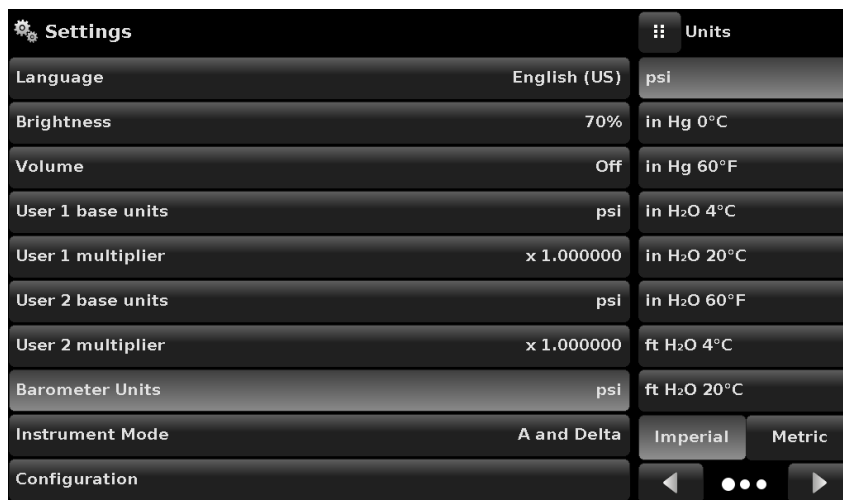 Settings
Language English (US)
Brightness 70%
Volume Off
User 1 base units psi
User 1 multiplier x 1.000000
User 2 base units psi
User 2 multiplier x 1.000000
Barometer Units psi
Instrument Mode A and Delta
Configuration
Units
psi
in Hg 0°C
in Hg 60°F
in H₂O 4°C
in H₂O 20°C
in H₂O 60°F
ft H₂O 4°C
ft H₂O 20°C
Imperial Metric